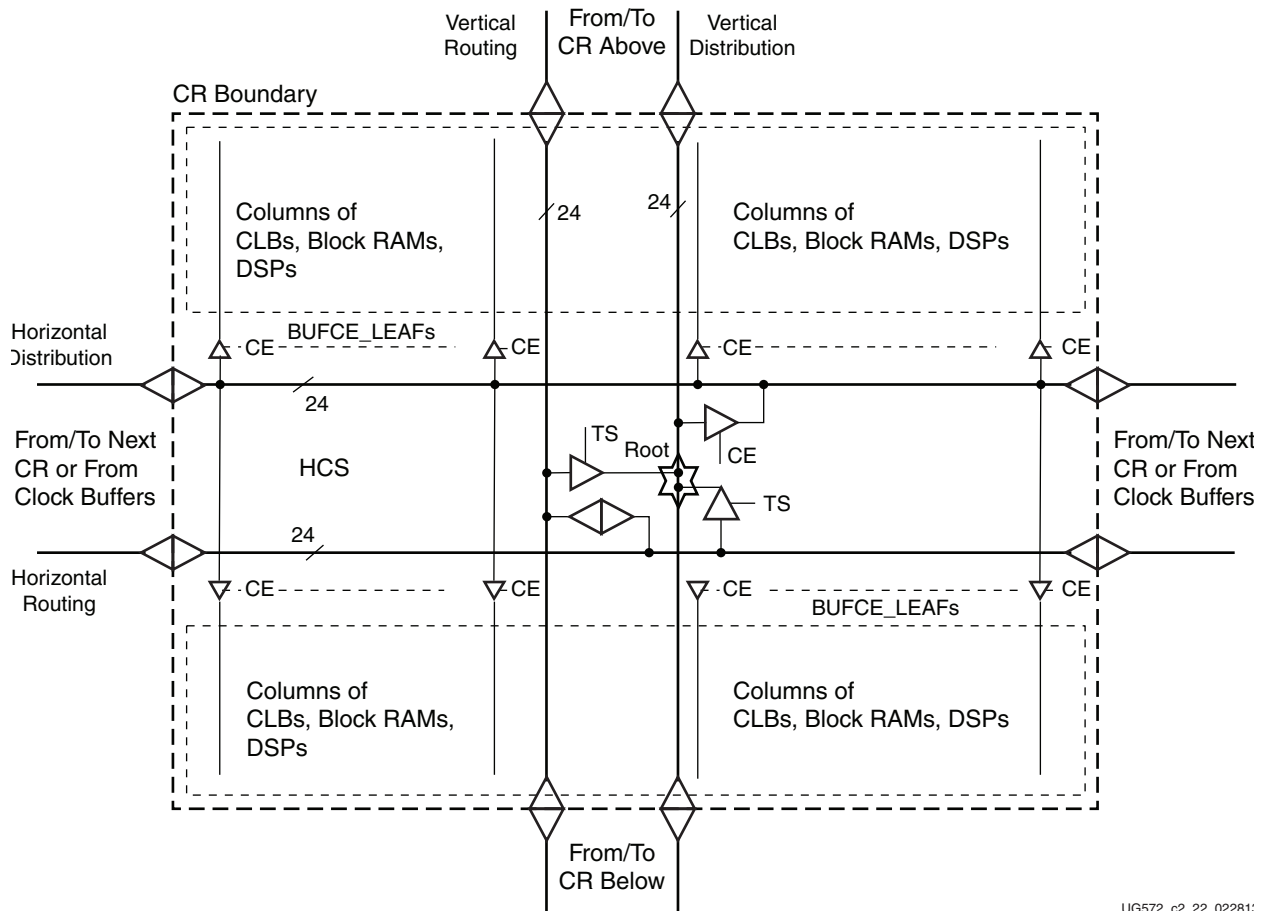 Vertical
Routing
From/To
CR Above
Vertical
Distribution
CR Boundary
Columns of
CLBs, Block RAMs,
DSPs
24
24
Columns of
CLBs, Block RAMs, DSPs
Horizontal
Distribution
BUFCE_LEAFs
CE
CE
CE
CE
24
From/To Next
CR or From
Clock Buffers
HCS
TS
Root
CE
TS
From/To Next
CR or From
Clock Buffers
24
Horizontal
Routing
CE
CE
CE
CE
BUFCE_LEAFs
Columns of
CLBs, Block RAMs,
DSPs
Columns of
CLBs, Block RAMs, DSPs
From/To
CR Below